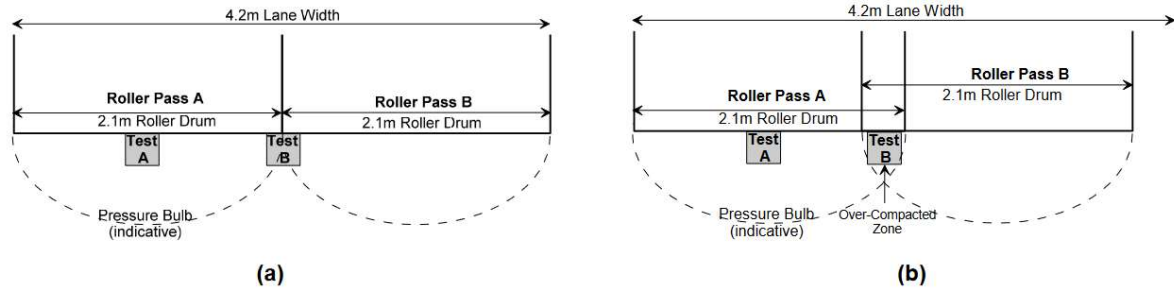 4.2m Lane Width
Roller Pass A
2.1m Roller Drum
Roller Pass B
2.1m Roller Drum
Test
A
Test
B
Pressure Bulb
(indicative)
(a)
4.2m Lane Width
Roller Pass B
2.1m Roller Drum
Roller Pass A
2.1m Roller Drum
Test
A
Test
B
Pressure Bulb
(indicative)
Over-Compacted
Zone
(b)